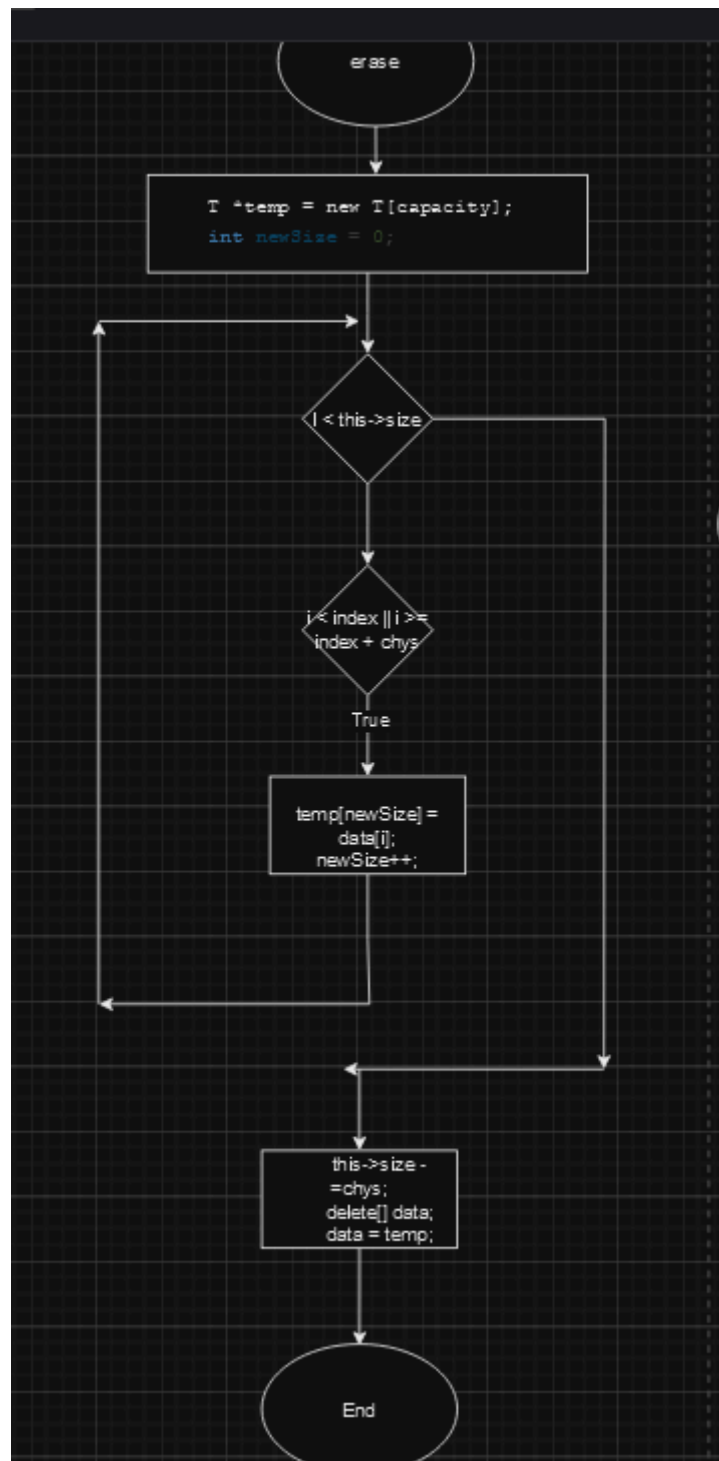 erase
T *temp = new T[capacity];
int newSize = 0;
I < this->size
i < index || i >=
index + chys
True
temp[newSize] =
data[i];
newSize++;
this->size -
=chys;
delete[] data;
data = temp;
End